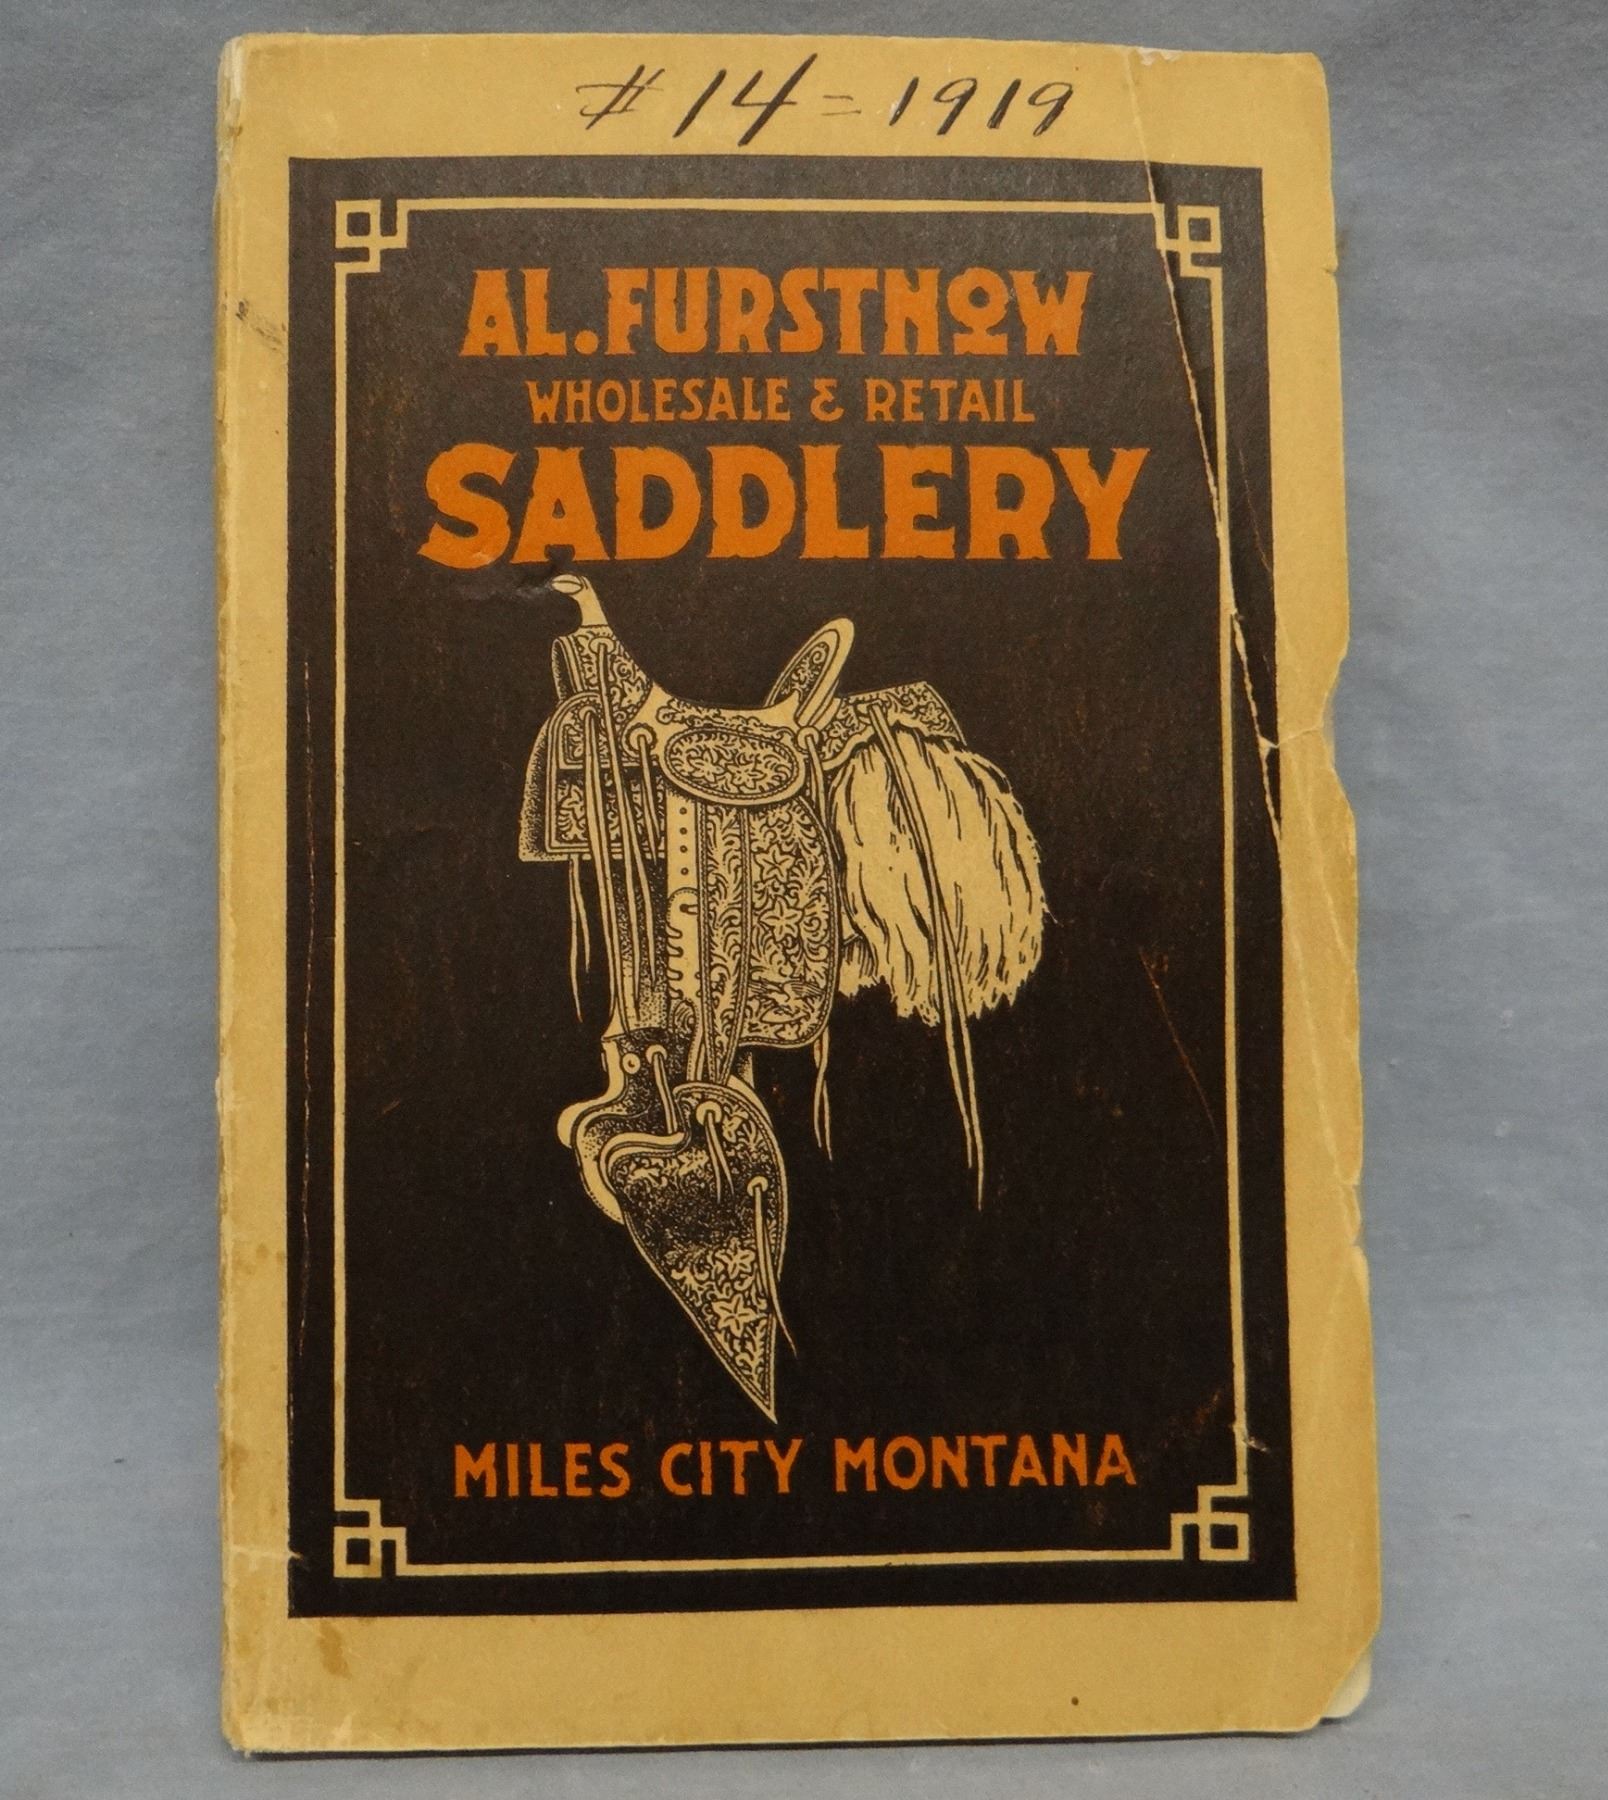 # 14 = 1919
AL. FURSTNOW
WHOLESALE & RETAIL
SADDLERY
MILES CITY MONTANA